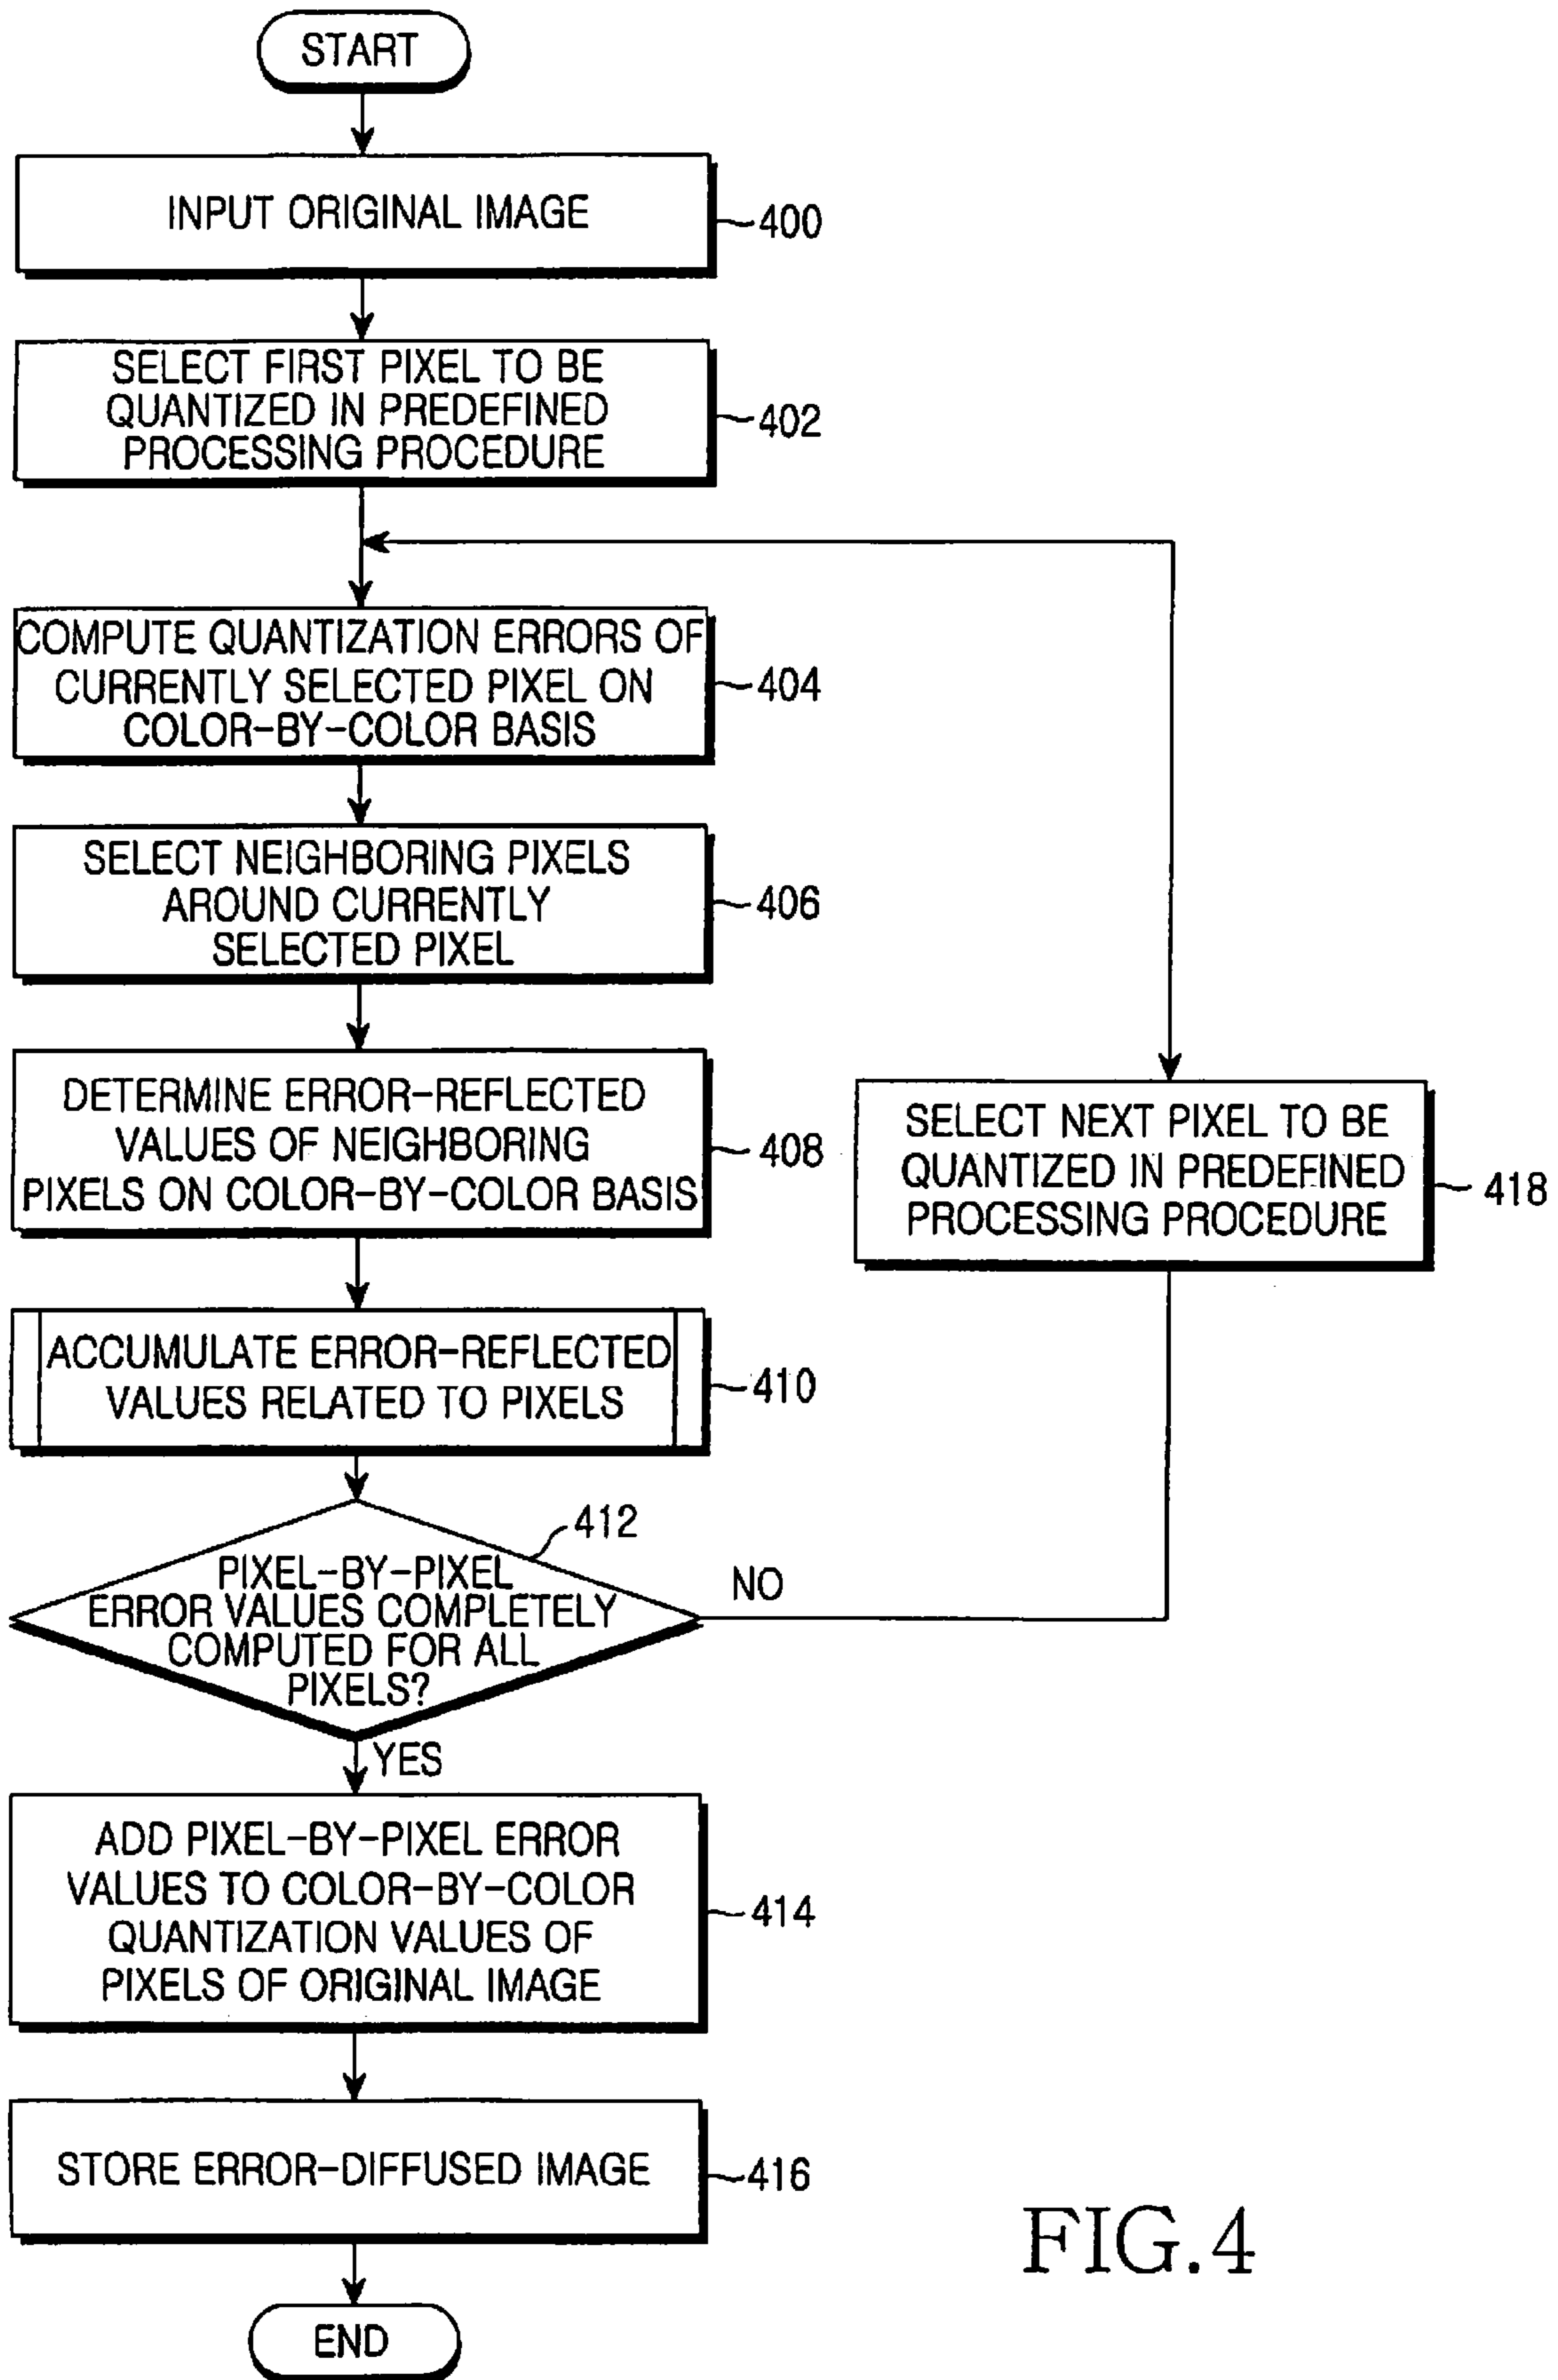 START
INPUT ORIGINAL IMAGE
400
SELECT FIRST PIXEL TO BE
QUANTIZED IN PREDEFINED
PROCESSING PROCEDURE
402
COMPUTE QUANTIZATION ERRORS OF
CURRENTLY SELECTED PIXEL ON
COLOR-BY-COLOR BASIS
404
SELECT NEIGHBORING PIXELS
AROUND CURRENTLY
SELECTED PIXEL
406
DETERMINE ERROR-REFLECTED
VALUES OF NEIGHBORING
PIXELS ON COLOR-BY-COLOR BASIS
408
SELECT NEXT PIXEL TO BE
QUANTIZED IN PREDEFINED
PROCESSING PROCEDURE
418
ACCUMULATE ERROR-REFLECTED
VALUES RELATED TO PIXELS
410
412
PIXEL-BY-PIXEL
ERROR VALUES COMPLETELY
COMPUTED FOR ALL
PIXELS?
NO
YES
ADD PIXEL-BY-PIXEL ERROR
VALUES TO COLOR-BY-COLOR
QUANTIZATION VALUES OF
PIXELS OF ORIGINAL IMAGE
414
STORE ERROR-DIFFUSED IMAGE
416
END
FIG.4